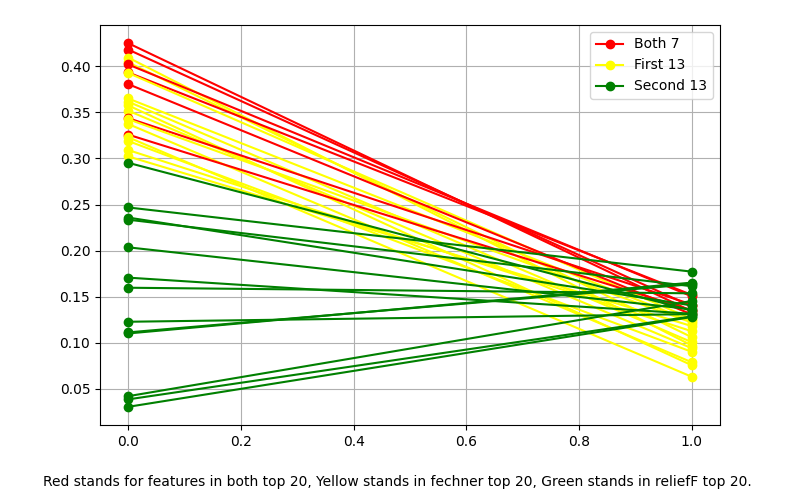 Both 7
First 13
Second 13
0.40
0.35
0.30
0.25
0.20
0.15
0.10
0.05
0.0 0.2 0.4 0.6 0.8 1.0
Red stands for features in both top 20, Yellow stands in fechner top 20, Green stands in reliefF top 20.